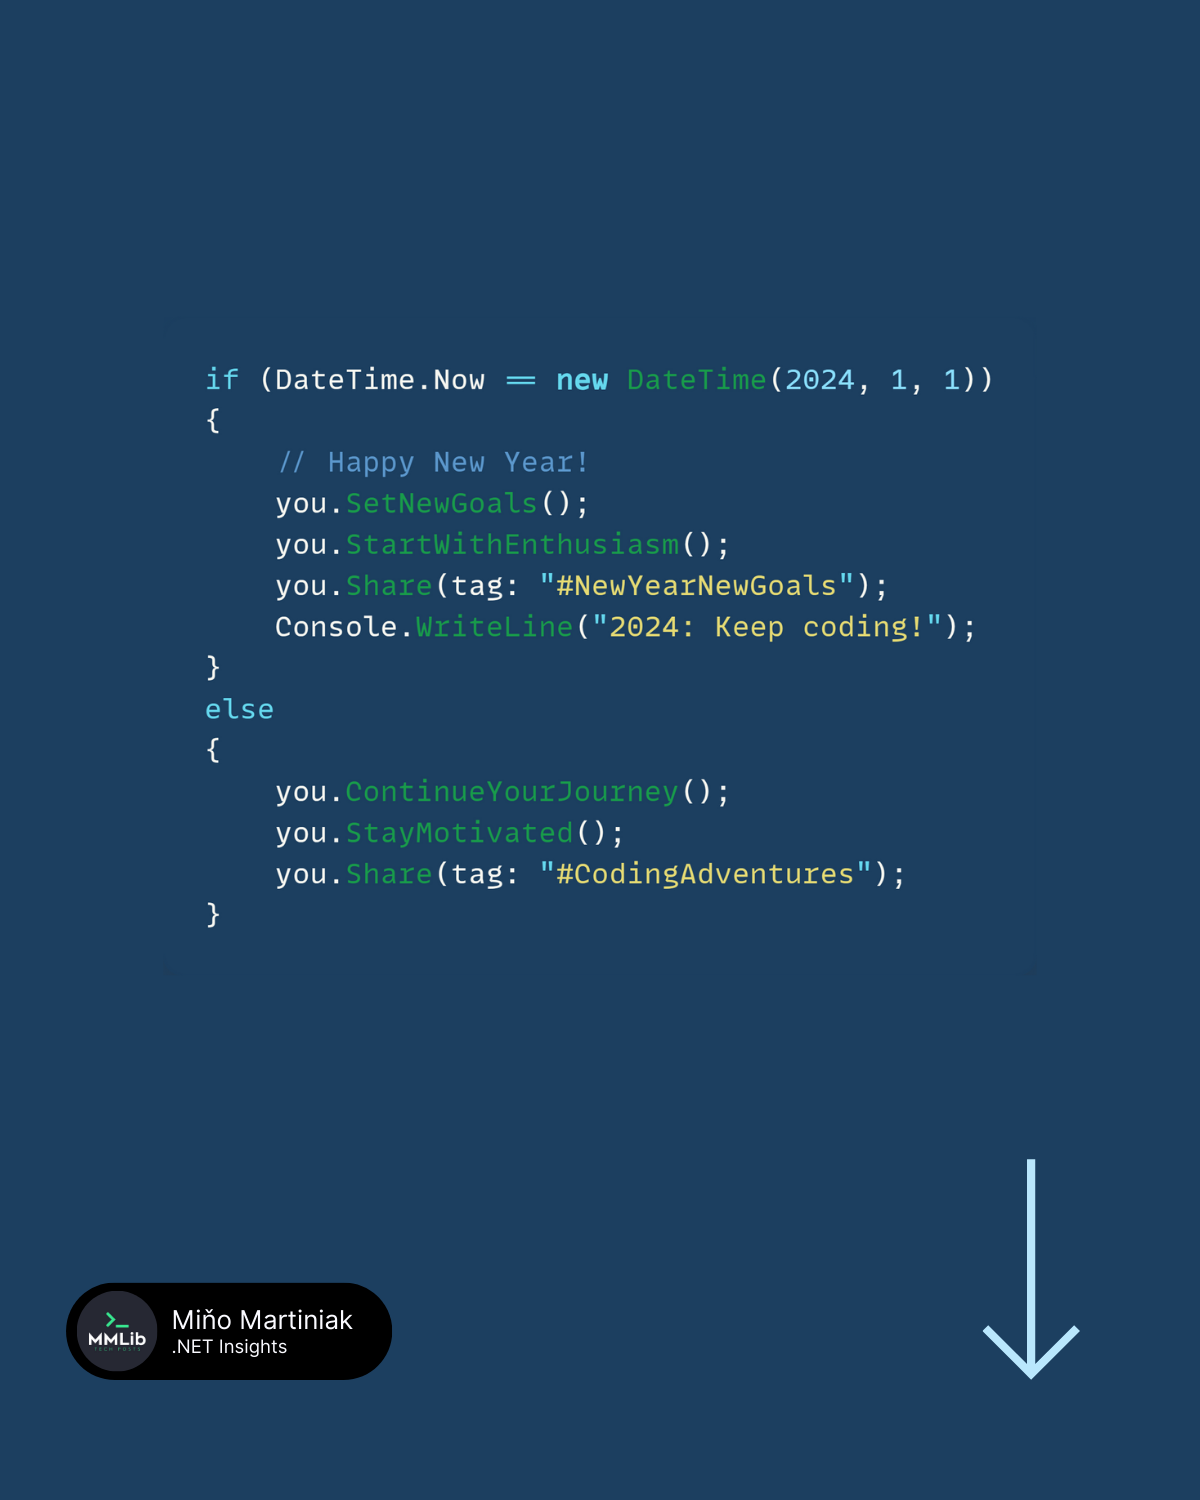 if (DateTime.Now == new DateTime(2024, 1, 1))
{
    // Happy New Year!
    you.SetNewGoals();
    you.StartWithEnthusiasm();
    you.Share(tag: "#NewYearNewGoals");
    Console.WriteLine("2024: Keep coding!");
}
else
{
    you.ContinueYourJourney();
    you.StayMotivated();
    you.Share(tag: "#CodingAdventures");
}
>_
MMLib
TECH POSTS
Miňo Martiniak
.NET Insights